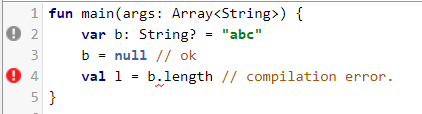 1 fun main(args: Array<String>) {
2 var b: String? = "abc"
3 b = null // ok
4 val l = b.length // compilation error.
5 }